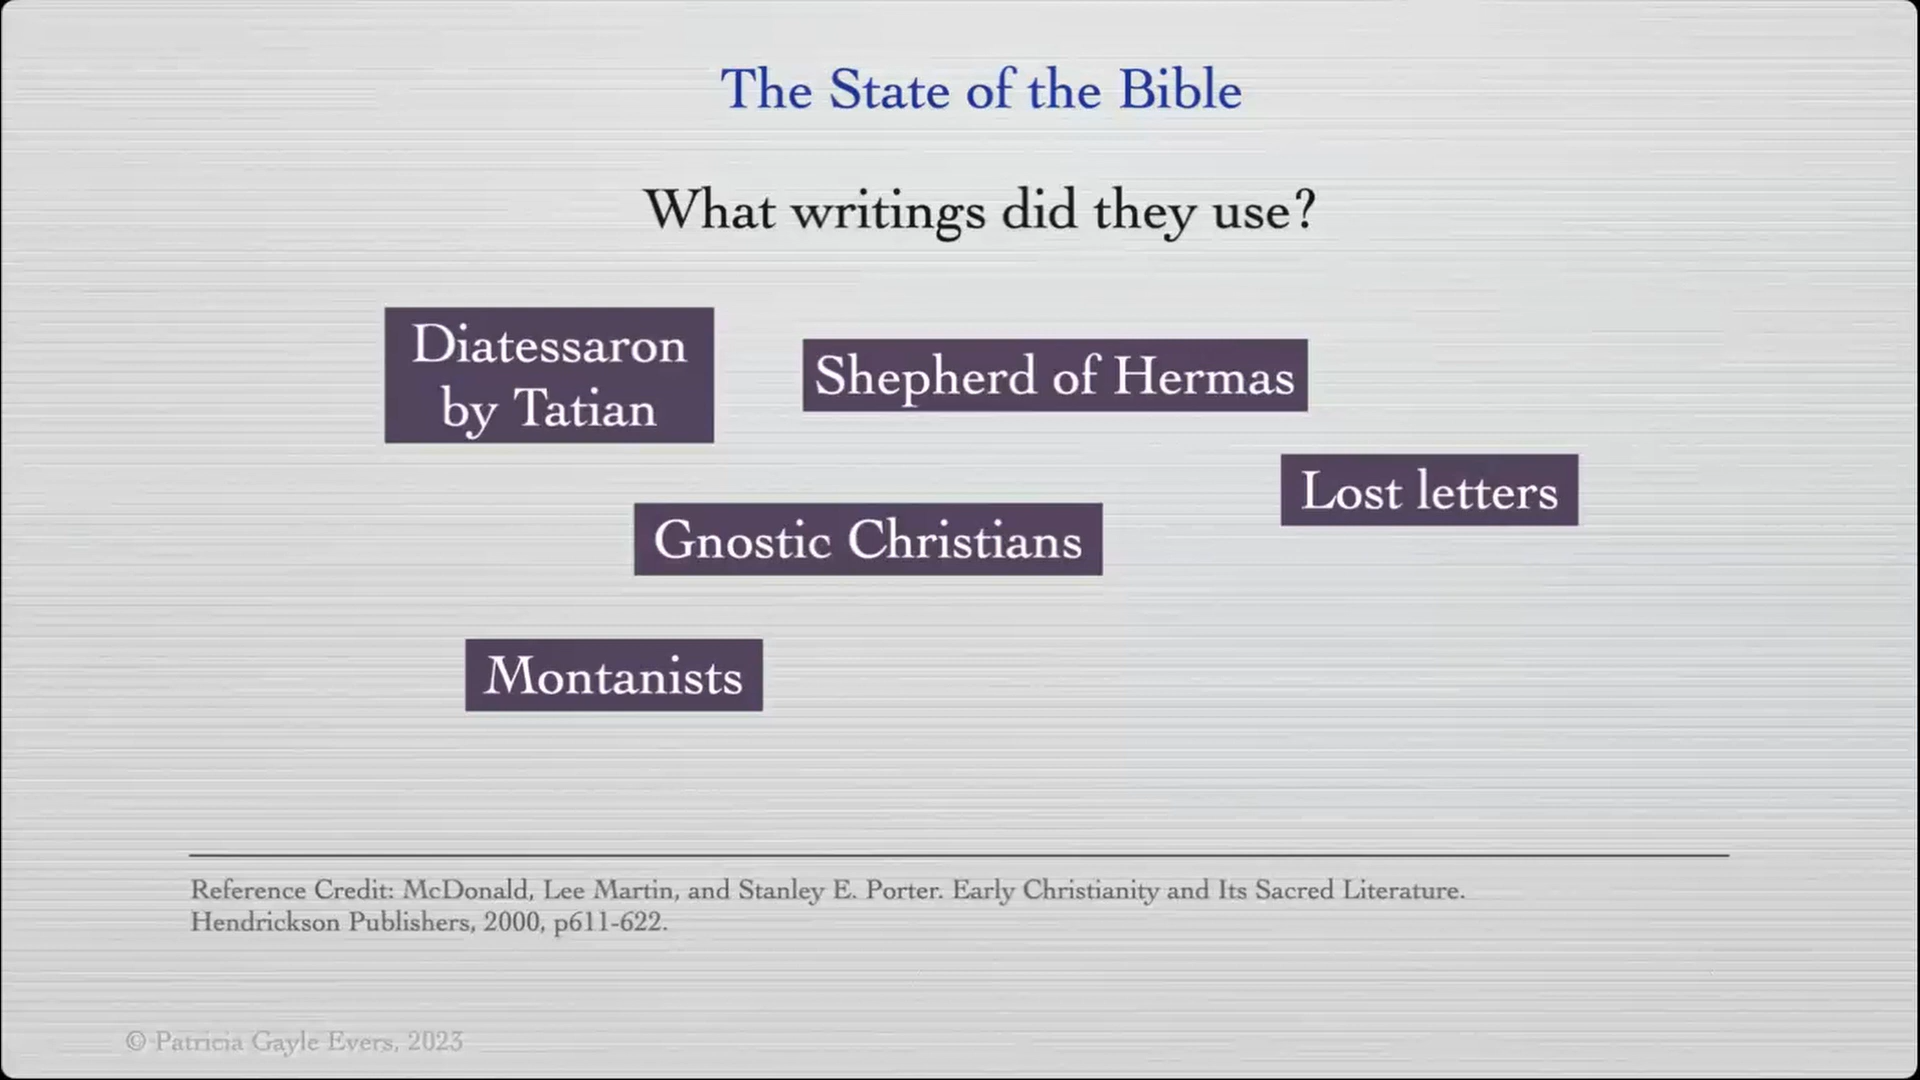 The State of the Bible
What writings did they use?
Diatessaron
by Tatian
Shepherd of Hermas
Lost letters
Gnostic Christians
Montanists
Reference Credit: McDonald, Lee Martin, and Stanley E. Porter. Early Christianity and Its Sacred Literature.
Hendrickson Publishers, 2000, p611-622.
© Patricia Gayle Evers, 2023